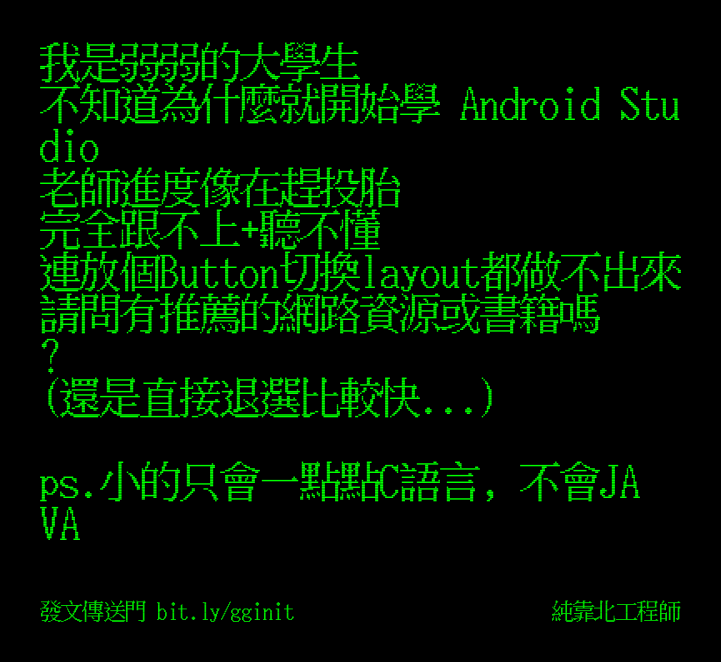 我是弱弱的大學生
不知道為什麼就開始學 Android Stu
dio
老師進度像在趕投胎
完全跟不上+聽不懂
連放個Button切換layout都做不出來
請問有推薦的網路資源或書籍嗎
?
(還是直接退選比較快...)
ps.小的只會一點點C語言, 不會JA
VA
發文傳送門 bit.ly/gginit 純靠北工程師